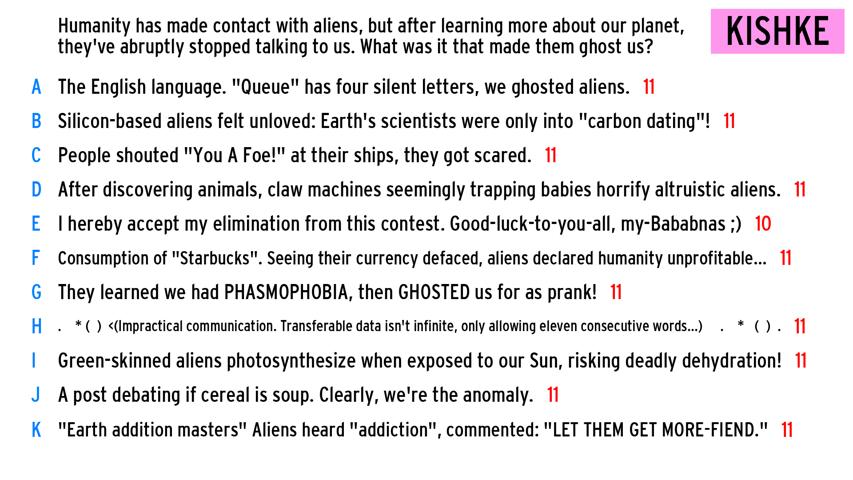 Humanity has made contact with aliens, but after learning more about our planet,
they've abruptly stopped talking to us. What was it that made them ghost us?
KISHKE
A The English language. "Queue" has four silent letters, we ghosted aliens. 11
B Silicon-based aliens felt unloved: Earth's scientists were only into "carbon dating"! 11
C People shouted "You A Foe!" at their ships, they got scared. 11
D After discovering animals, claw machines seemingly trapping babies horrify altruistic aliens. 11
E I hereby accept my elimination from this contest. Good-luck-to-you-all, my-Bababnas ;) 10
F Consumption of "Starbucks". Seeing their currency defaced, aliens declared humanity unprofitable... 11
G They learned we had PHASMOPHOBIA, then GHOSTED us for as prank! 11
H . *( ) <(Impractical communication. Transferable data isn't infinite, only allowing eleven consecutive words...) . * ( ) . 11
I Green-skinned aliens photosynthesize when exposed to our Sun, risking deadly dehydration! 11
J A post debating if cereal is soup. Clearly, we're the anomaly. 11
K "Earth addition masters" Aliens heard "addiction", commented: "LET THEM GET MORE-FIEND." 11